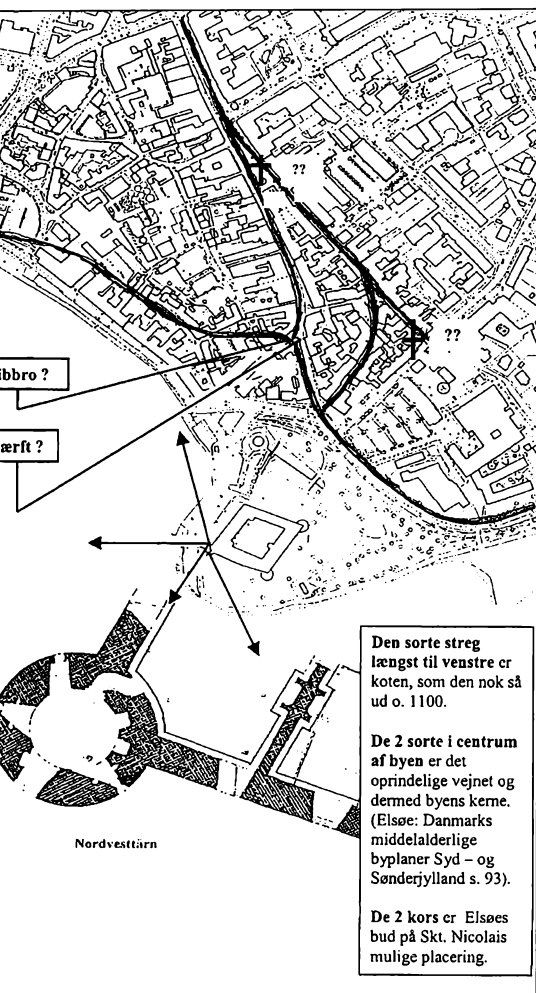 ??
??
ibbro ?
ærft ?
Den sorte streg
længst til venstre er
koten, som den nok så
ud o. 1100.
De 2 sorte i centrum
af byen er det
oprindelige vejnet og
dermed byens kerne.
(Elsøe: Danmarks
middelalderlige
byplaner Syd – og
Sønderjylland s. 93).
De 2 kors er Elsøes
bud på Skt. Nicolais
mulige placering.
Nordvesttårn